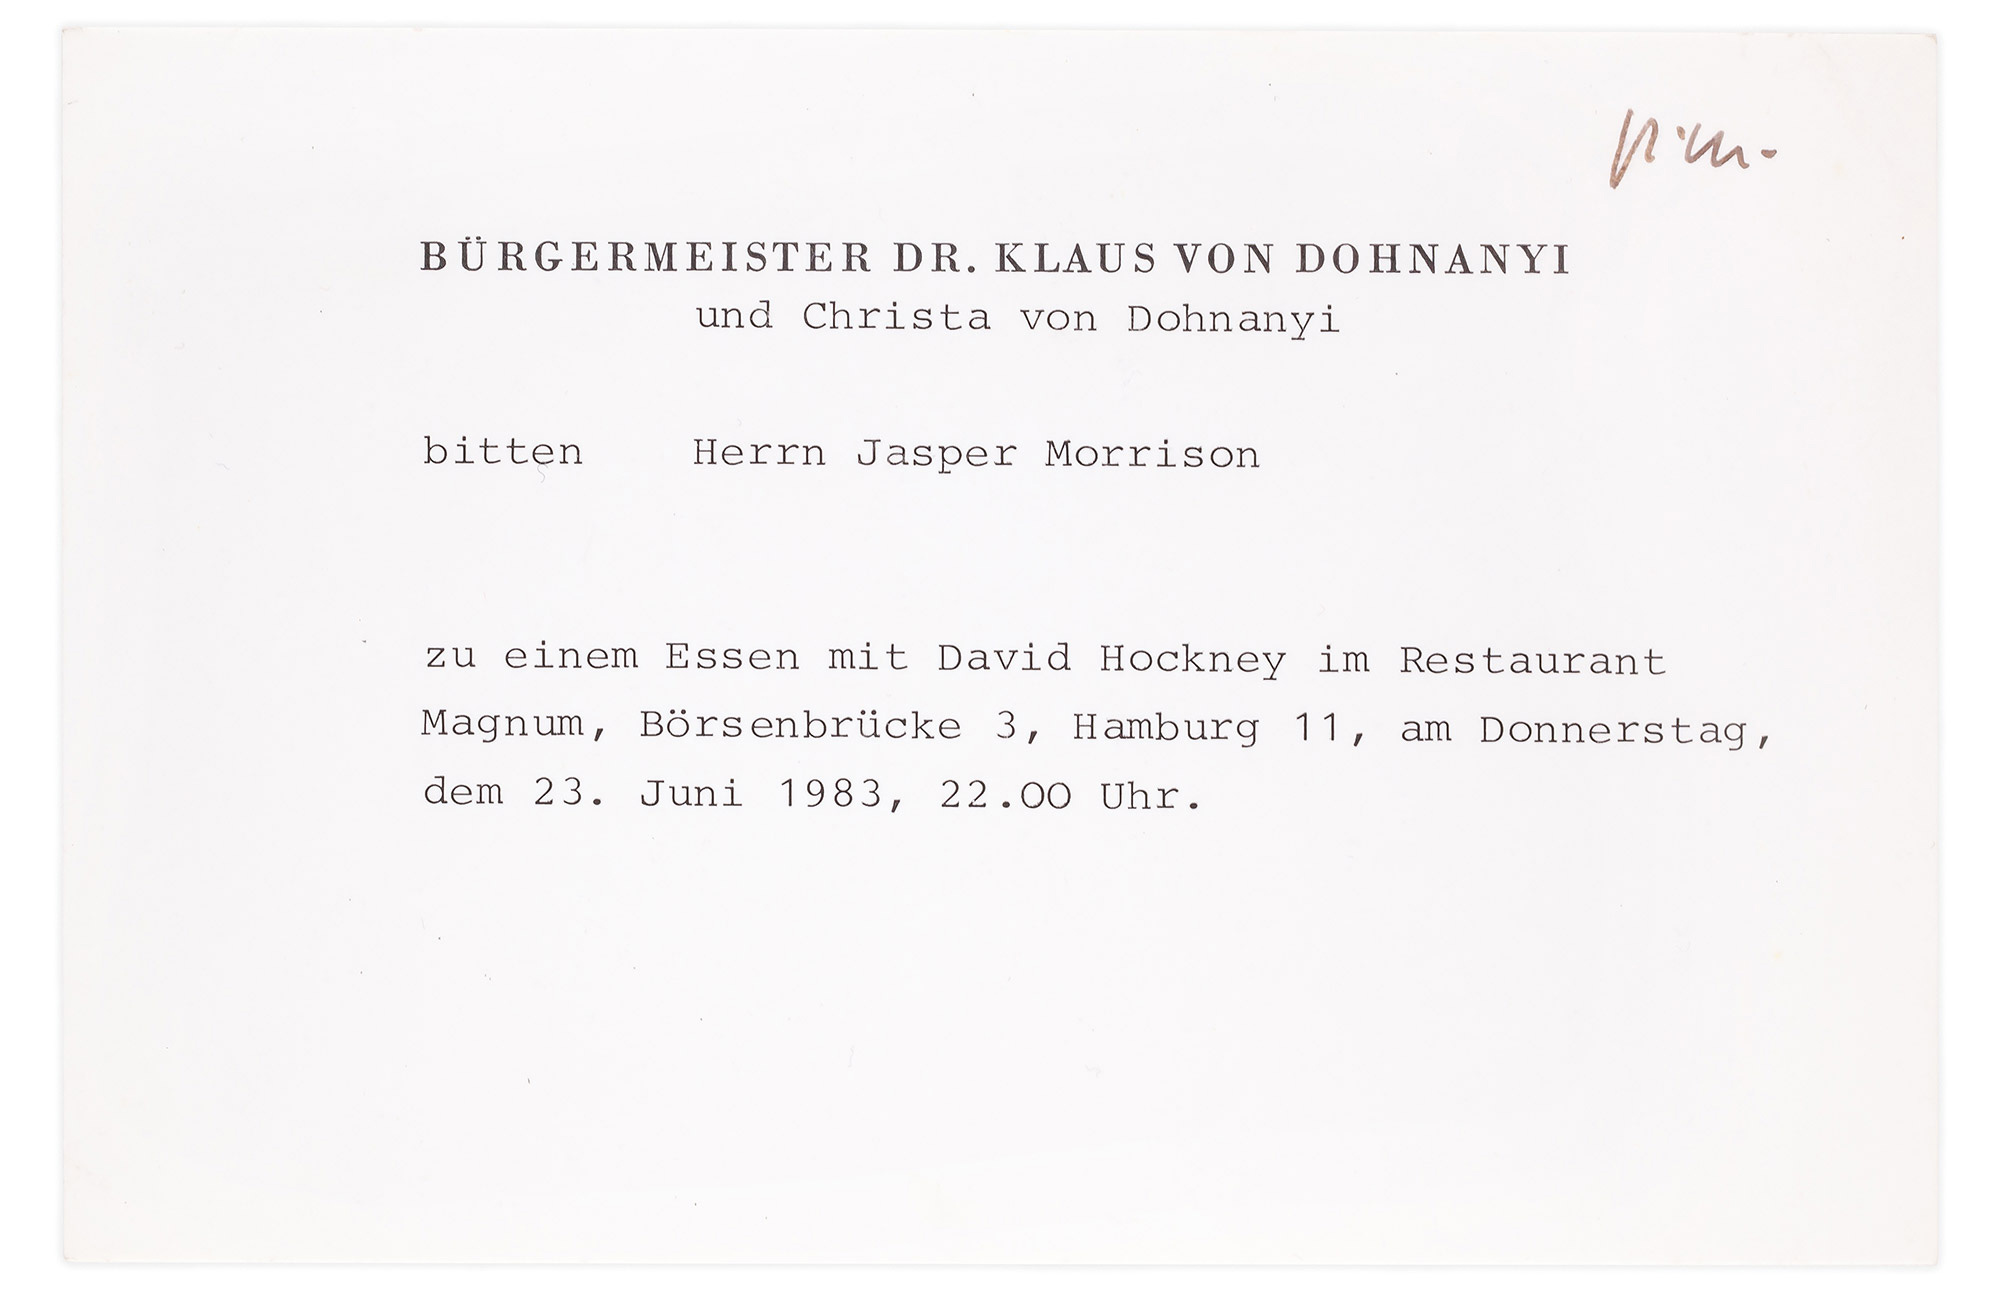 BÜRGERMEISTER DR. KLAUS VON DOHNANYI
und Christa von Dohnanyi
bitten Herrn Jasper Morrison
zu einem Essen mit David Hockney im Restaurant
Magnum, Börsenbrücke 3, Hamburg 11, am Donnerstag,
dem 23. Juni 1983, 22.00 Uhr.